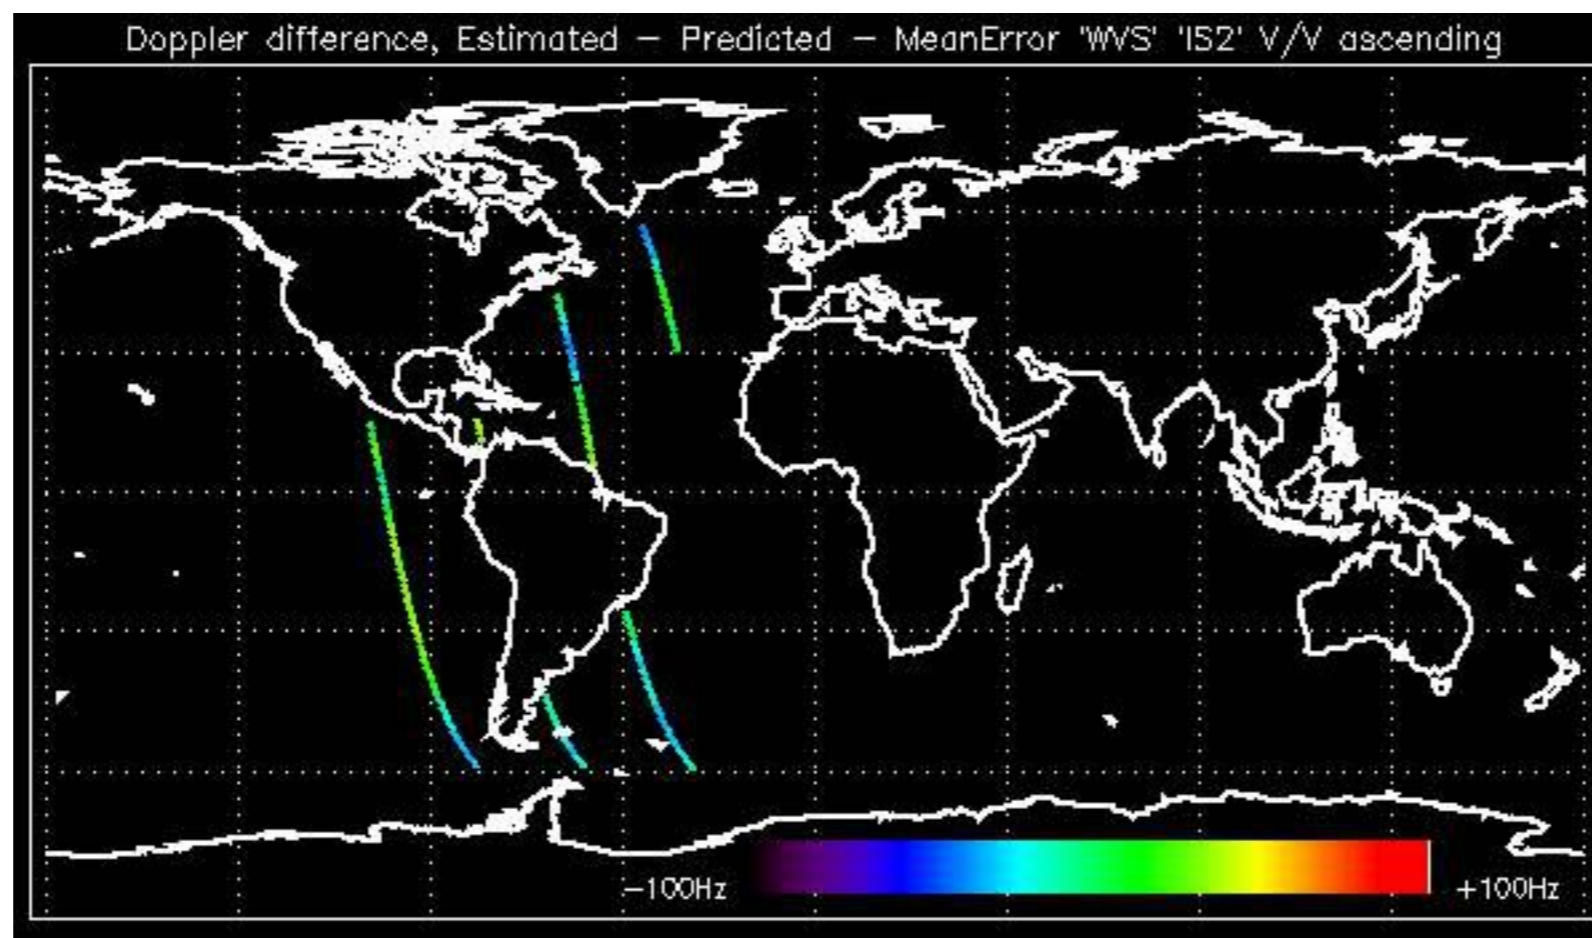 Doppler difference, Estimated – Predicted – MeanError 'WVS' 'IS2' V/V ascending
-100Hz +100Hz